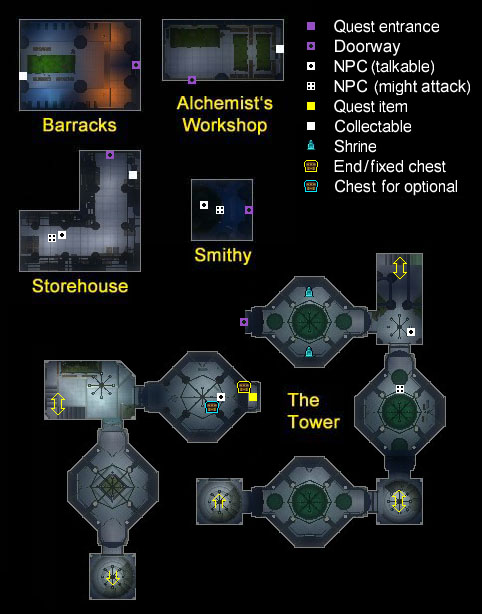 Barracks
Alchemist's
Workshop
Quest entrance
Doorway
NPC (talkable)
NPC (might attack)
Quest item
Collectable
Shrine
End/fixed chest
Chest for optional
Storehouse
Smithy
The
Tower